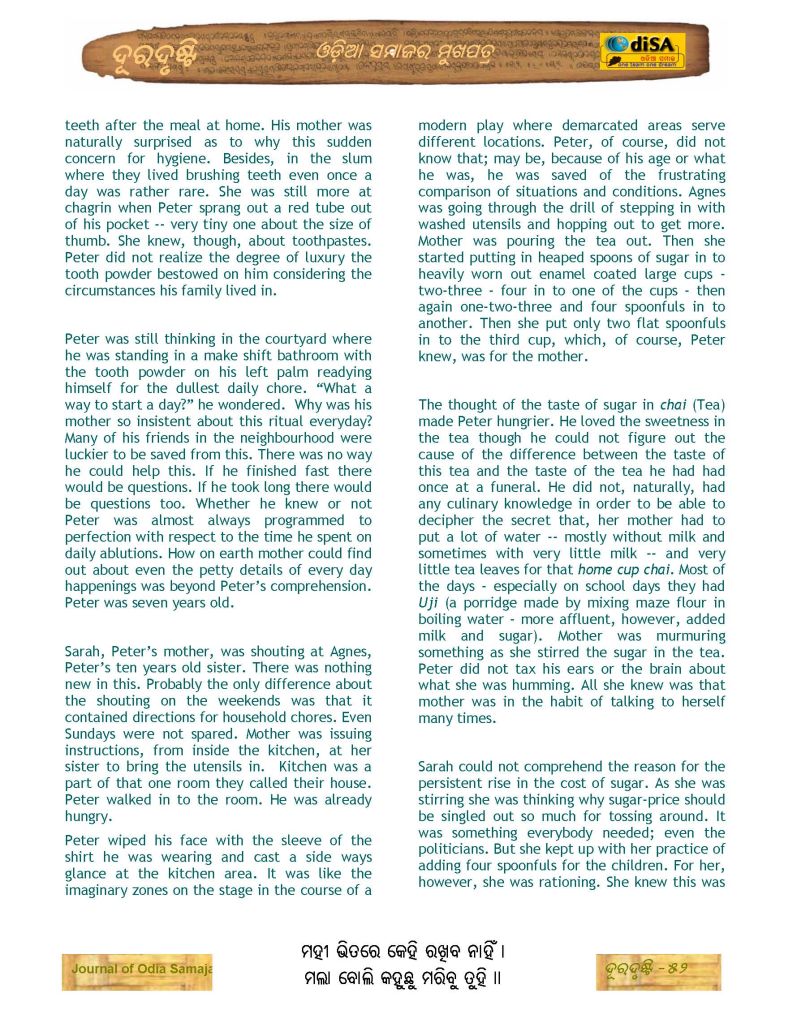 ଦୂରଦୃଷ୍ଟି
ଓଡ଼ିଆ ସମାଜର ମୁଖପତ୍ର
OdiSA
ଓଡ଼ିଆ ସମାଜ
one team one dream
teeth after the meal at home. His mother was
naturally surprised as to why this sudden
concern for hygiene. Besides, in the slum
where they lived brushing teeth even once a
day was rather rare. She was still more at
chagrin when Peter sprang out a red tube out
of his pocket -- very tiny one about the size of
thumb. She knew, though, about toothpastes.
Peter did not realize the degree of luxury the
tooth powder bestowed on him considering the
circumstances his family lived in.
Peter was still thinking in the courtyard where
he was standing in a make shift bathroom with
the tooth powder on his left palm readying
himself for the dullest daily chore. “What a
way to start a day?” he wondered. Why was his
mother so insistent about this ritual everyday?
Many of his friends in the neighbourhood were
luckier to be saved from this. There was no way
he could help this. If he finished fast there
would be questions. If he took long there would
be questions too. Whether he knew or not
Peter was almost always programmed to
perfection with respect to the time he spent on
daily ablutions. How on earth mother could find
out about even the petty details of every day
happenings was beyond Peter’s comprehension.
Peter was seven years old.
Sarah, Peter’s mother, was shouting at Agnes,
Peter’s ten years old sister. There was nothing
new in this. Probably the only difference about
the shouting on the weekends was that it
contained directions for household chores. Even
Sundays were not spared. Mother was issuing
instructions, from inside the kitchen, at her
sister to bring the utensils in. Kitchen was a
part of that one room they called their house.
Peter walked in to the room. He was already
hungry.
Peter wiped his face with the sleeve of the
shirt he was wearing and cast a side ways
glance at the kitchen area. It was like the
imaginary zones on the stage in the course of a
modern play where demarcated areas serve
different locations. Peter, of course, did not
know that; may be, because of his age or what
he was, he was saved of the frustrating
comparison of situations and conditions. Agnes
was going through the drill of stepping in with
washed utensils and hopping out to get more.
Mother was pouring the tea out. Then she
started putting in heaped spoons of sugar in to
heavily worn out enamel coated large cups -
two-three - four in to one of the cups - then
again one-two-three and four spoonfuls in to
another. Then she put only two flat spoonfuls
in to the third cup, which, of course, Peter
knew, was for the mother.
The thought of the taste of sugar in chai (Tea)
made Peter hungrier. He loved the sweetness in
the tea though he could not figure out the
cause of the difference between the taste of
this tea and the taste of the tea he had had
once at a funeral. He did not, naturally, had
any culinary knowledge in order to be able to
decipher the secret that, her mother had to
put a lot of water -- mostly without milk and
sometimes with very little milk -- and very
little tea leaves for that home cup chai. Most of
the days - especially on school days they had
Uji (a porridge made by mixing maze flour in
boiling water - more affluent, however, added
milk and sugar). Mother was murmuring
something as she stirred the sugar in the tea.
Peter did not tax his ears or the brain about
what she was humming. All she knew was that
mother was in the habit of talking to herself
many times.
Sarah could not comprehend the reason for the
persistent rise in the cost of sugar. As she was
stirring she was thinking why sugar-price should
be singled out so much for tossing around. It
was something everybody needed; even the
politicians. But she kept up with her practice of
adding four spoonfuls for the children. For her,
however, she was rationing. She knew this was
ମହୀ ଭିତରେ କେହି ରଖିବ ନାହିଁ ।
ମଲା ବୋଲି କହୁଛୁ ମରିବୁ ତୁହି ॥
Journal of Odia Samaja
ଦୂରଦୃଷ୍ଟି - ୫୨